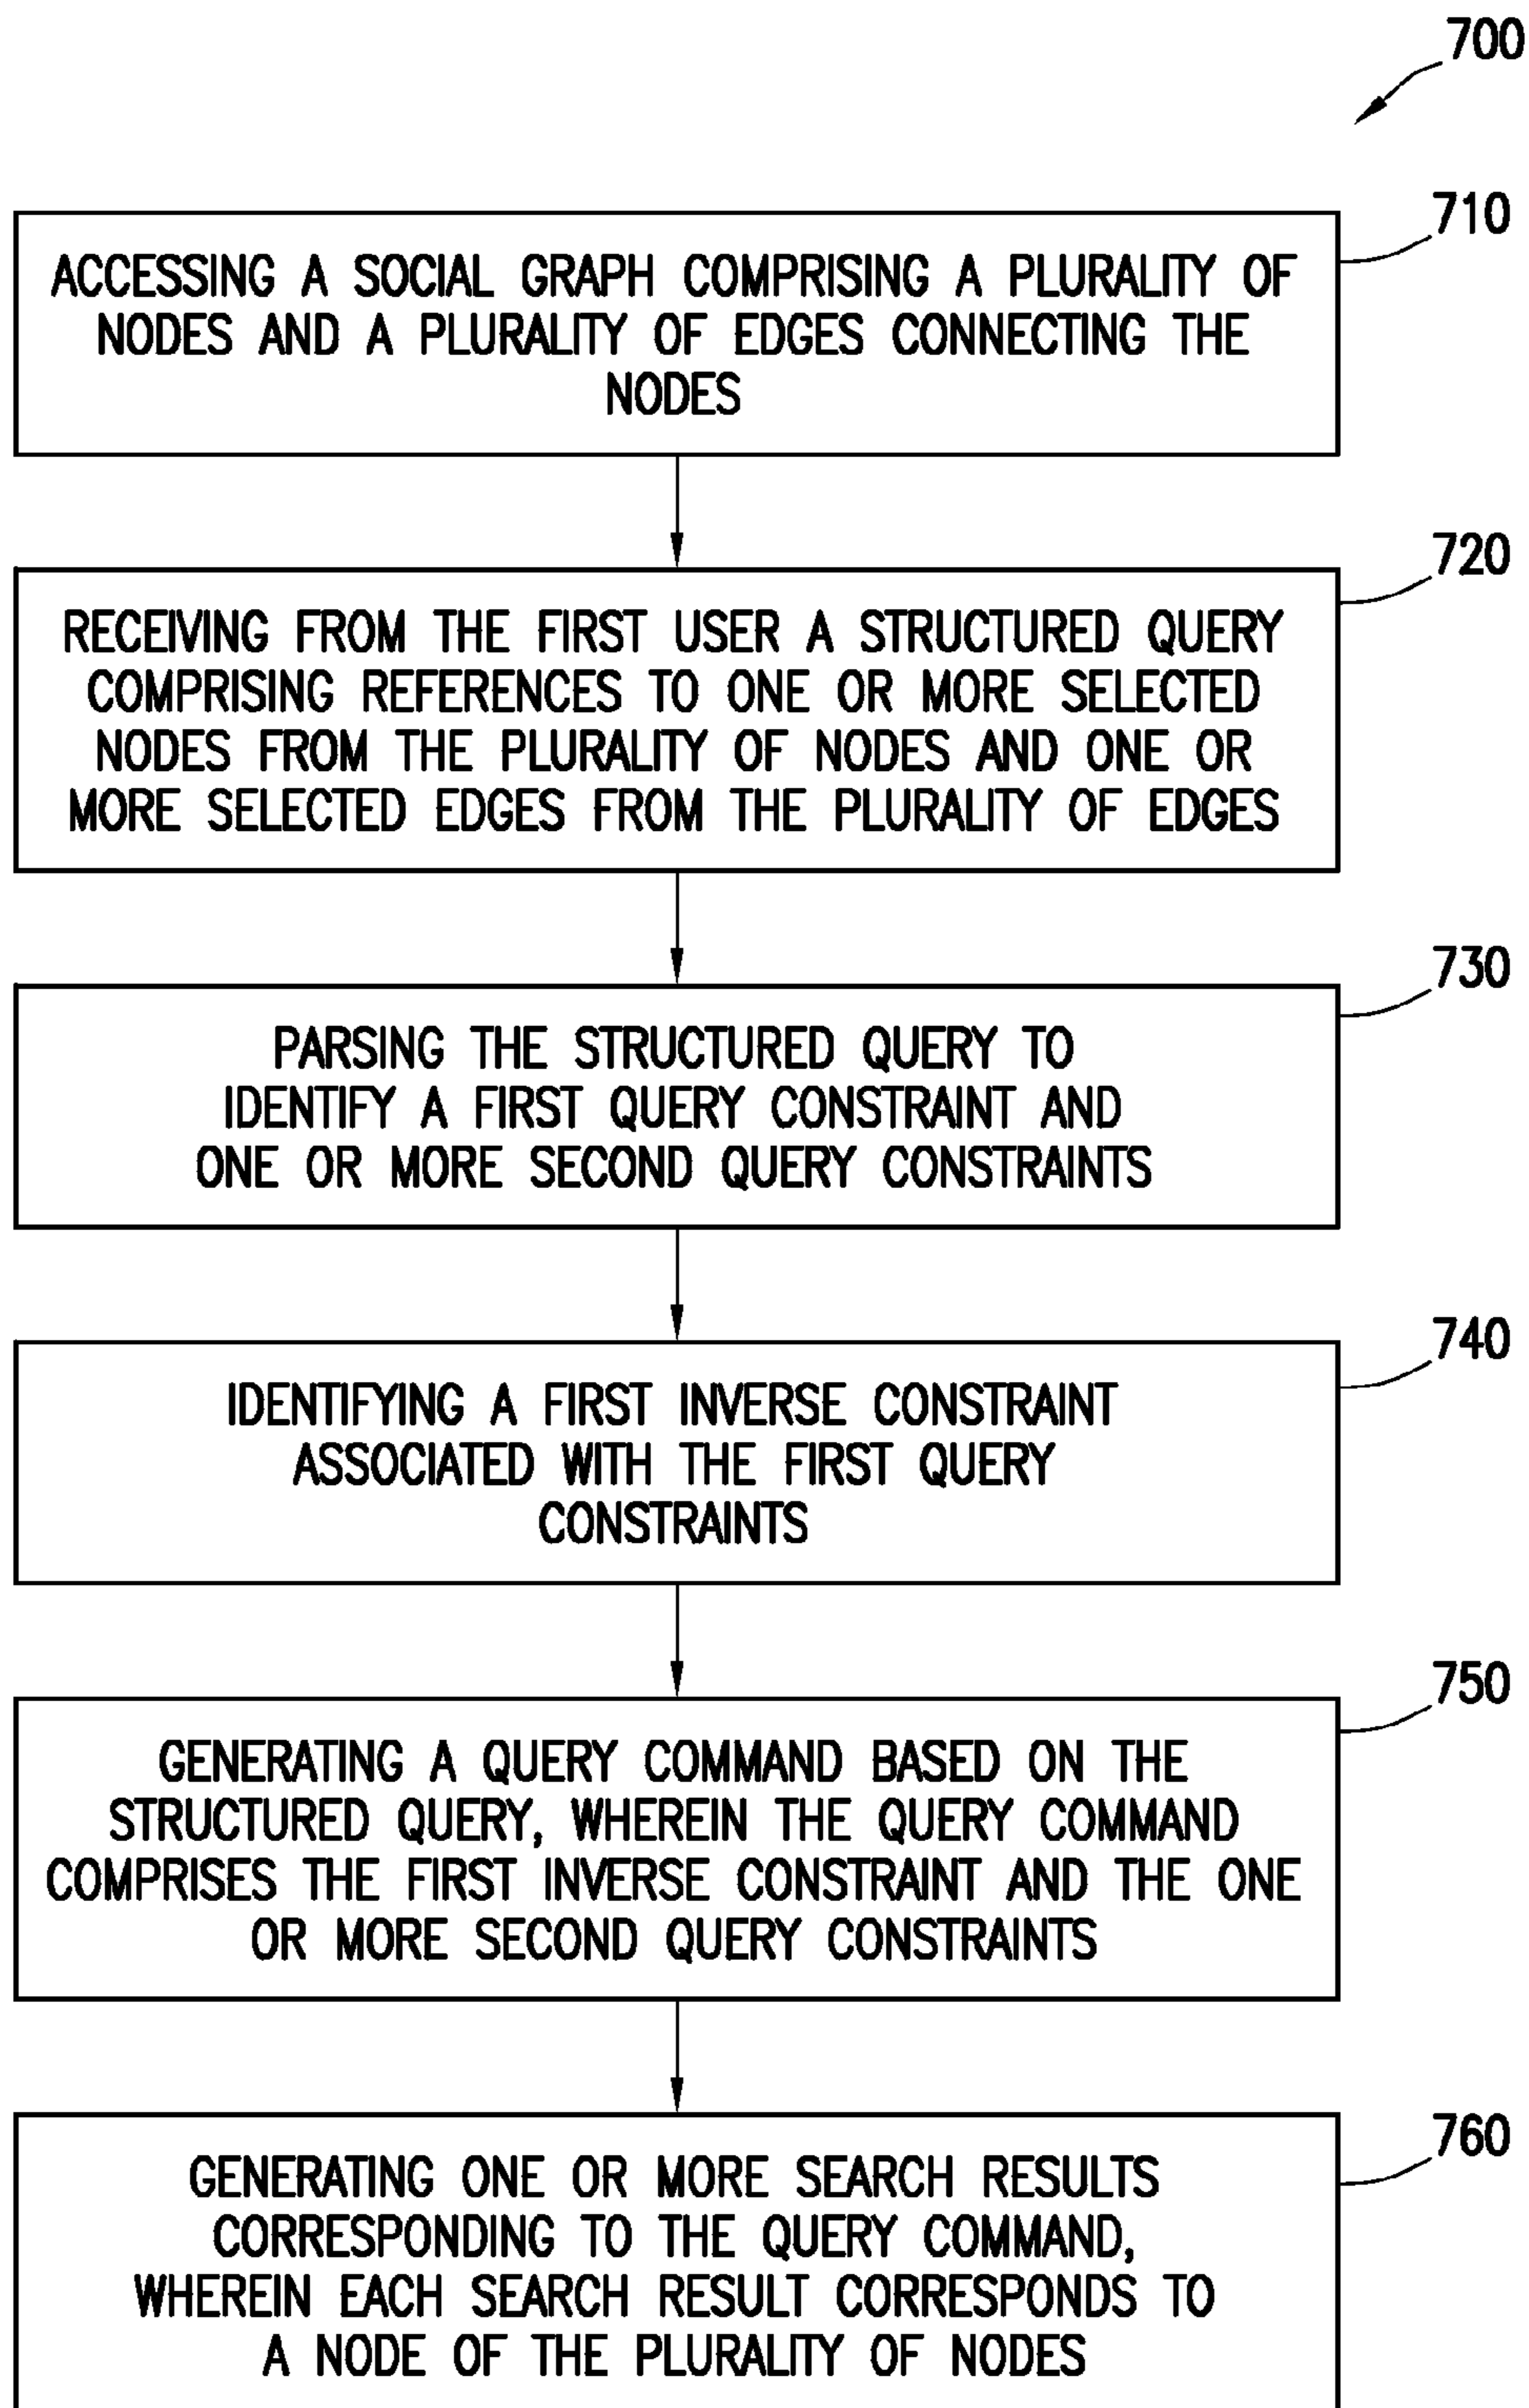 700
710
ACCESSING A SOCIAL GRAPH COMPRISING A PLURALITY OF
NODES AND A PLURALITY OF EDGES CONNECTING THE
NODES
720
RECEIVING FROM THE FIRST USER A STRUCTURED QUERY
COMPRISING REFERENCES TO ONE OR MORE SELECTED
NODES FROM THE PLURALITY OF NODES AND ONE OR
MORE SELECTED EDGES FROM THE PLURALITY OF EDGES
730
PARSING THE STRUCTURED QUERY TO
IDENTIFY A FIRST QUERY CONSTRAINT AND
ONE OR MORE SECOND QUERY CONSTRAINTS
740
IDENTIFYING A FIRST INVERSE CONSTRAINT
ASSOCIATED WITH THE FIRST QUERY
CONSTRAINTS
750
GENERATING A QUERY COMMAND BASED ON THE
STRUCTURED QUERY, WHEREIN THE QUERY COMMAND
COMPRISES THE FIRST INVERSE CONSTRAINT AND THE ONE
OR MORE SECOND QUERY CONSTRAINTS
760
GENERATING ONE OR MORE SEARCH RESULTS
CORRESPONDING TO THE QUERY COMMAND,
WHEREIN EACH SEARCH RESULT CORRESPONDS TO
A NODE OF THE PLURALITY OF NODES